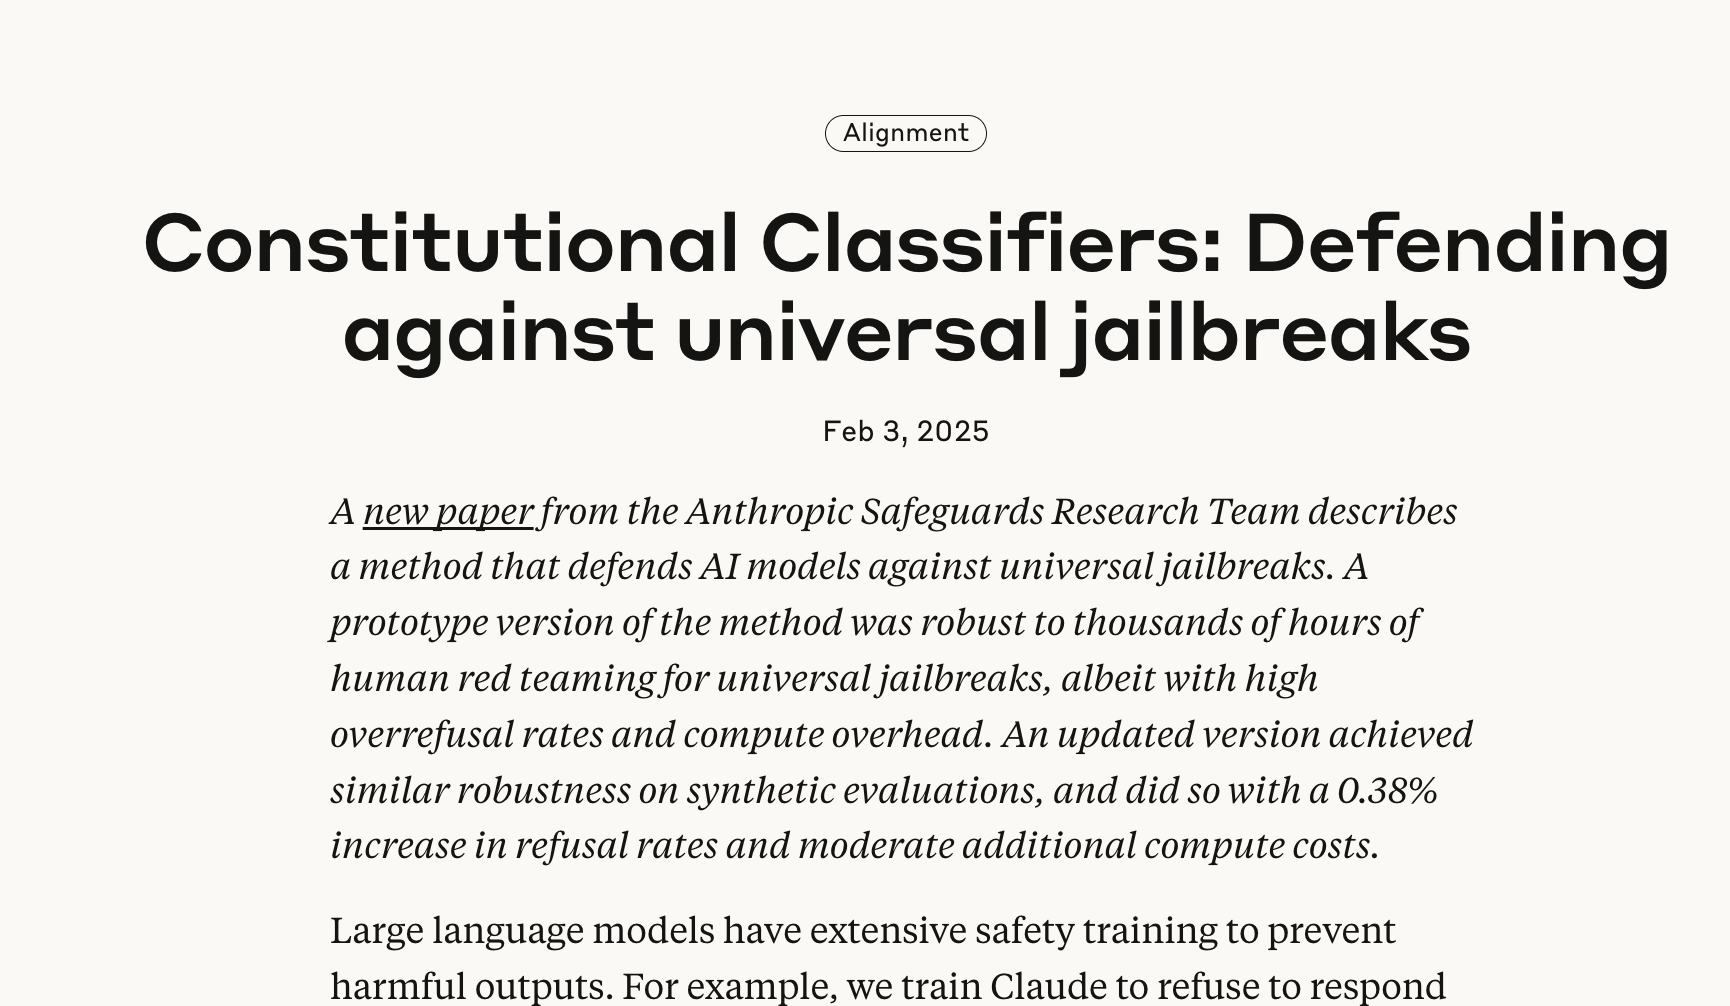 Alignment
Constitutional Classifiers: Defending
against universal jailbreaks
Feb 3, 2025
A new paper from the Anthropic Safeguards Research Team describes
a method that defends AI models against universal jailbreaks. A
prototype version of the method was robust to thousands of hours of
human red teaming for universal jailbreaks, albeit with high
overrefusal rates and compute overhead. An updated version achieved
similar robustness on synthetic evaluations, and did so with a 0.38%
increase in refusal rates and moderate additional compute costs.
Large language models have extensive safety training to prevent
harmful outputs. For example, we train Claude to refuse to respond